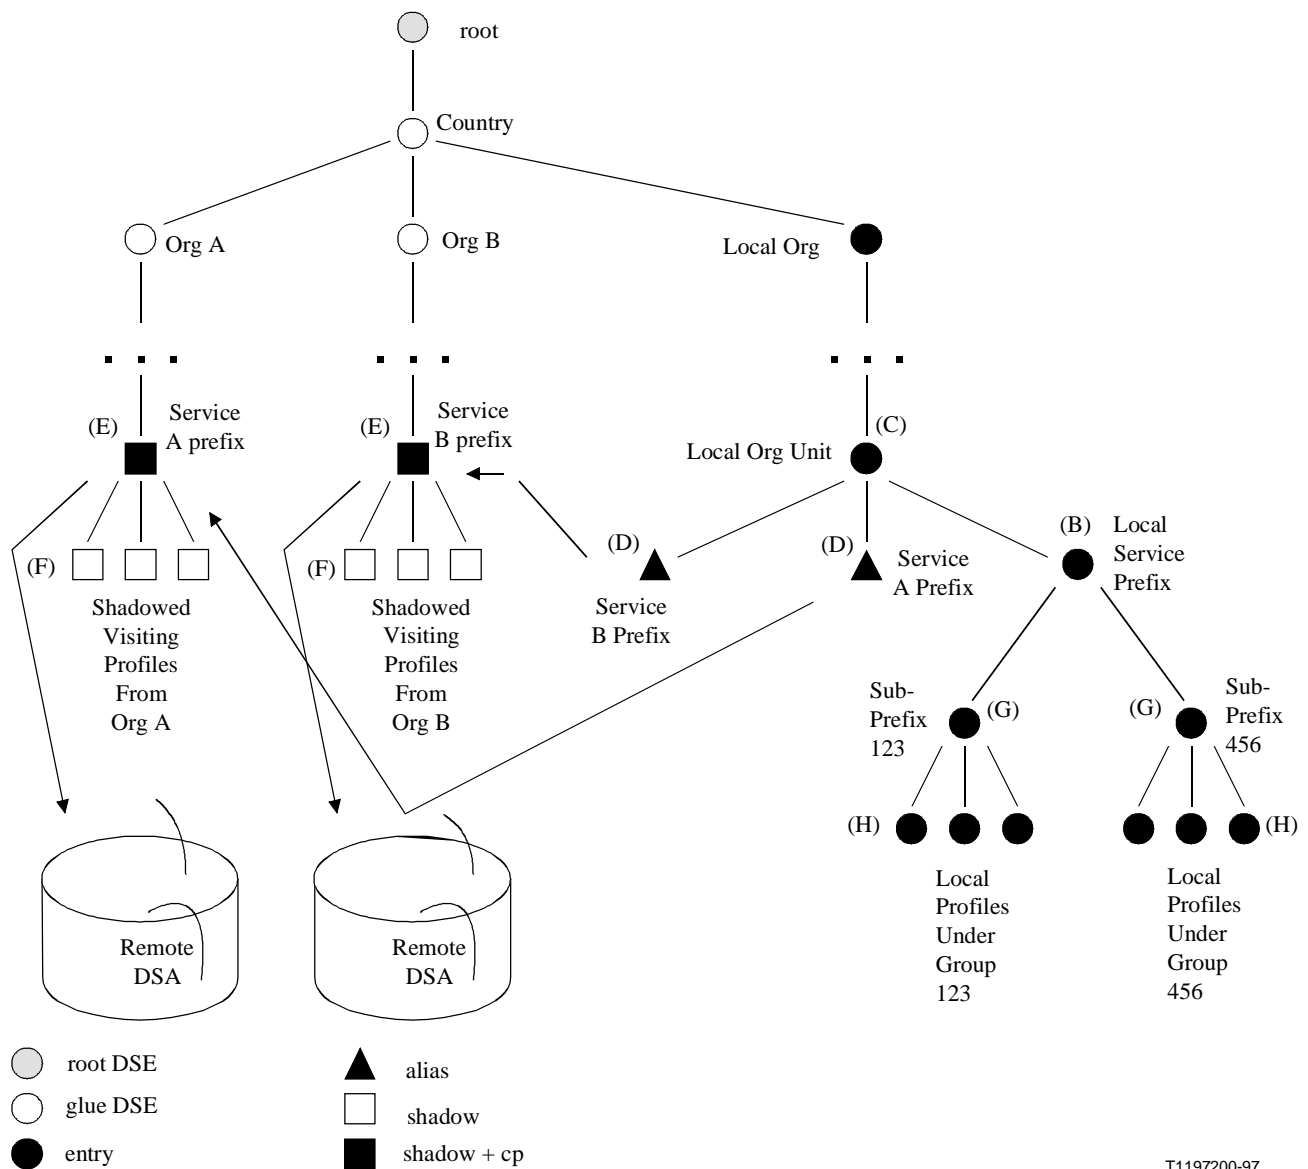 root
Country
Org A
Org B
Local Org
(E)
Service
A prefix
(E)
Service
B prefix
(C)
Local Org Unit
(F)
(F)
(D)
(D)
(B)
Local
Service
Prefix
Service
A Prefix
Service
B Prefix
Shadowed
Visiting
Profiles
From
Org A
Shadowed
Visiting
Profiles
From
Org B
Sub-
Prefix
123
(G)
(G)
Sub-
Prefix
456
(H)
(H)
Local
Profiles
Under
Group
123
Local
Profiles
Under
Group
456
Remote
DSA
Remote
DSA
root DSE
glue DSE
entry
alias
shadow
shadow + cp
T1197200-97